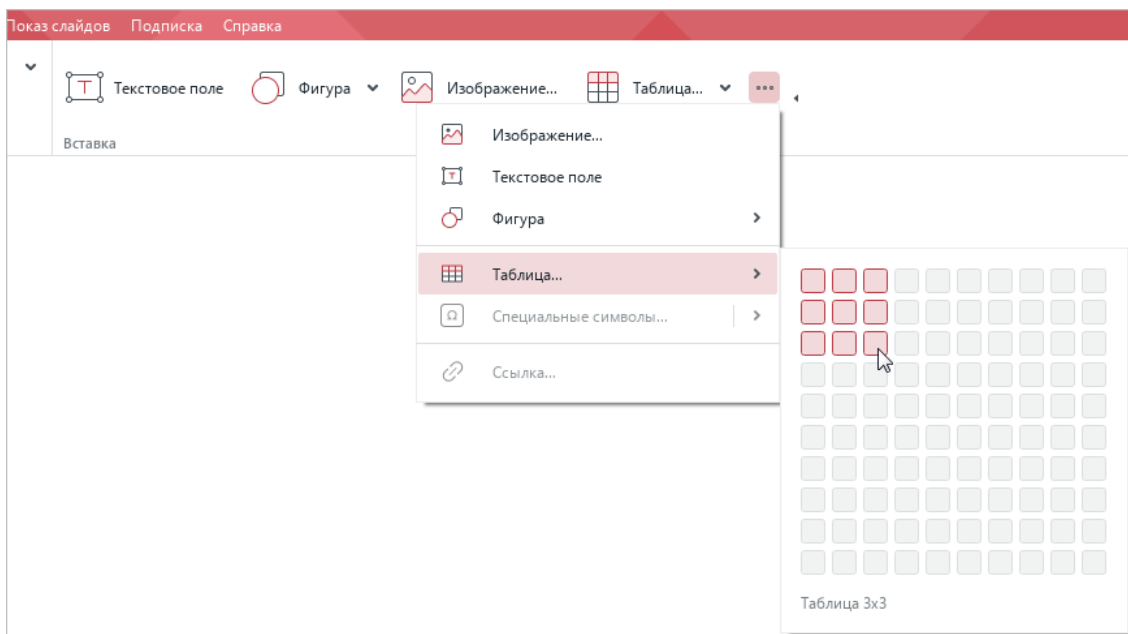 Показ слайдов Подписка Справка
Текстовое поле Фигура Изображение... Таблица...
Вставка
Изображение...
Текстовое поле
Фигура
Таблица...
Специальные символы...
Ссылка...
Таблица 3x3